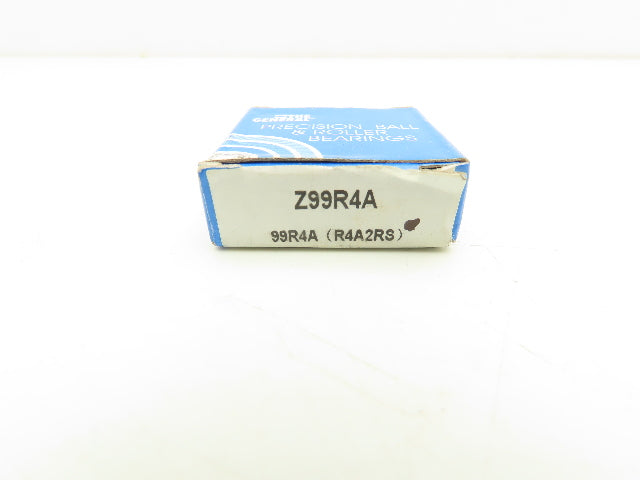 GENERAL
PRECISION BALL
& ROLLER
BEARINGS
Z99R4A
99R4A (R4A2RS)